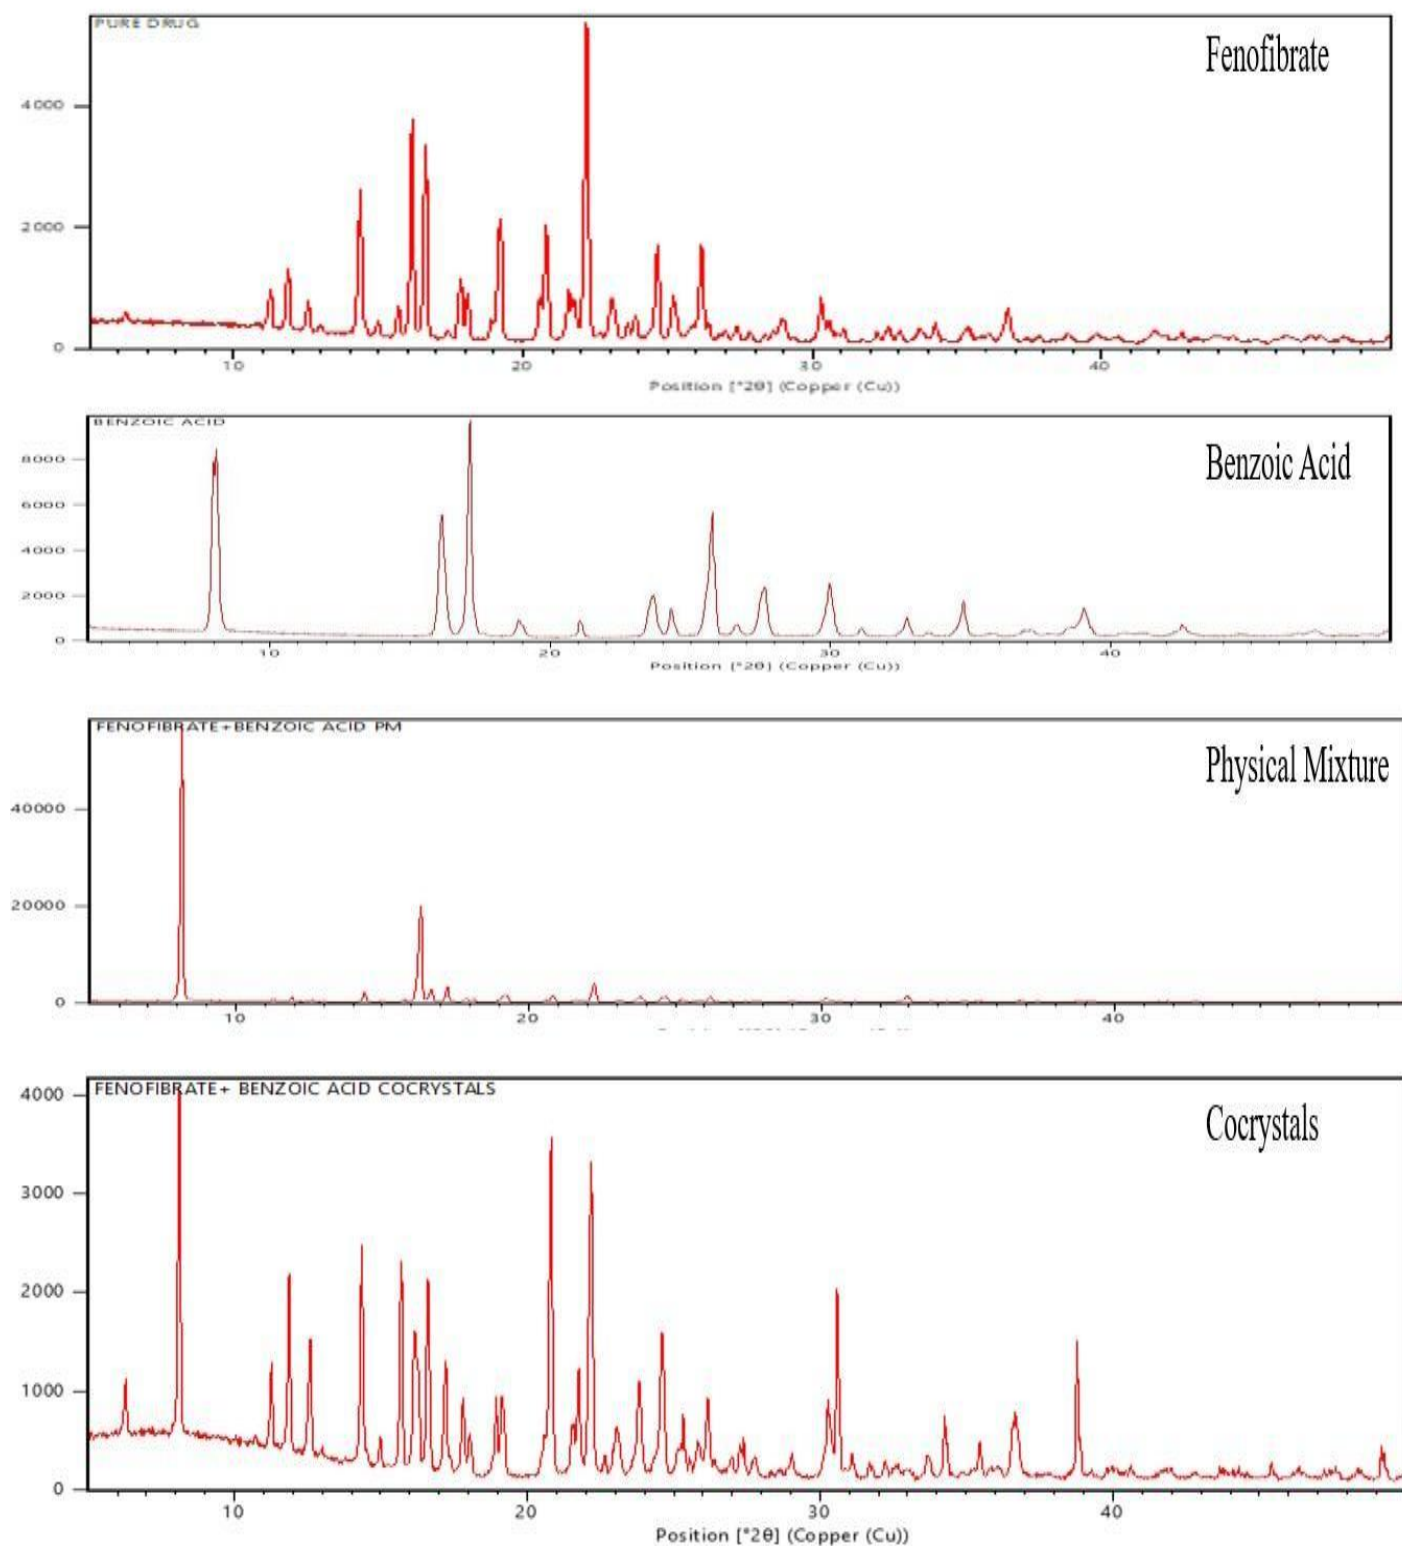 PURE DRUG
Fenofibrate
4000
2000
0
10 20 30 40
Position [°2θ] (Copper (Cu))
BENZOIC ACID
Benzoic Acid
8000
6000
4000
2000
0
10 20 30 40
Position [°2θ] (Copper (Cu))
FENOFIBRATE+BENZOIC ACID PM
Physical Mixture
40000
20000
0
10 20 30 40
FENOFIBRATE+ BENZOIC ACID COCRYSTALS
Cocrystals
4000
3000
2000
1000
0
10 20 30 40
Position [°2θ] (Copper (Cu))